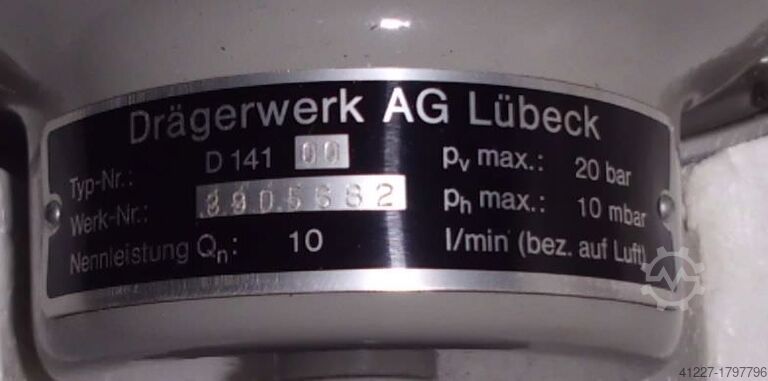 Drägerwerk AG Lübeck
Typ-Nr.: D 141 00 pv max.: 20 bar
Werk-Nr.: ph max.: 10 mbar
Nennleistung Qn: 10 l/min (bez. auf Luft)
41227-1797796